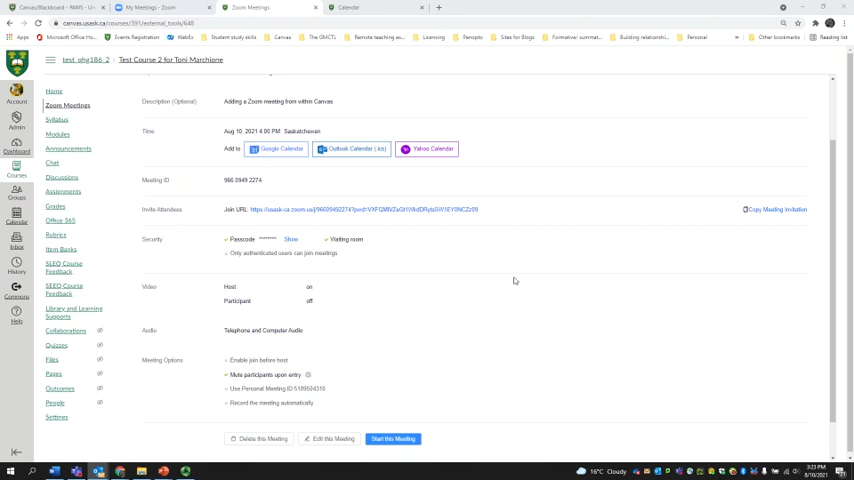 Canvas/Blackboard - PAWS - Univ
My Meetings - Zoom
Zoom Meetings
Calendar
canvas.usask.ca/courses/391/external_tools/648
Apps
Microsoft Office Ho...
Events Registration
WebEx
Student study skills
Canvas
The GMCTL
Remote teaching as...
Learning
Panopto
Sites for Blogs
Formative/ summat...
Building relationshi...
Personal
Other bookmarks
Reading list
test_qhg186_2 › Test Course 2 for Toni Marchione
Account
Admin
Dashboard
Courses
Groups
Calendar
Inbox
History
Commons
Help
Home
Zoom Meetings
Syllabus
Modules
Announcements
Chat
Discussions
Assignments
Grades
Office 365
Rubrics
Item Banks
SLEQ Course
Feedback
SEEQ Course
Feedback
Library and Learning
Supports
Collaborations
Quizzes
Files
Pages
Outcomes
People
Settings
Description (Optional) Adding a Zoom meeting from within Canvas
Time Aug 10, 2021 4:00 PM Saskatchewan
Add to Google Calendar Outlook Calendar (.ics) Yahoo Calendar
Meeting ID 966 0949 2274
Invite Attendees Join URL: Copy Meeting Invitation
Security Passcode ******** Show Waiting room
Only authenticated users can join meetings
Video Host on
Participant off
Audio Telephone and Computer Audio
Meeting Options Enable join before host
Mute participants upon entry
Use Personal Meeting ID 5189504310
Record the meeting automatically
Delete this Meeting Edit this Meeting Start this Meeting
16°C Cloudy
3:23 PM
8/10/2021